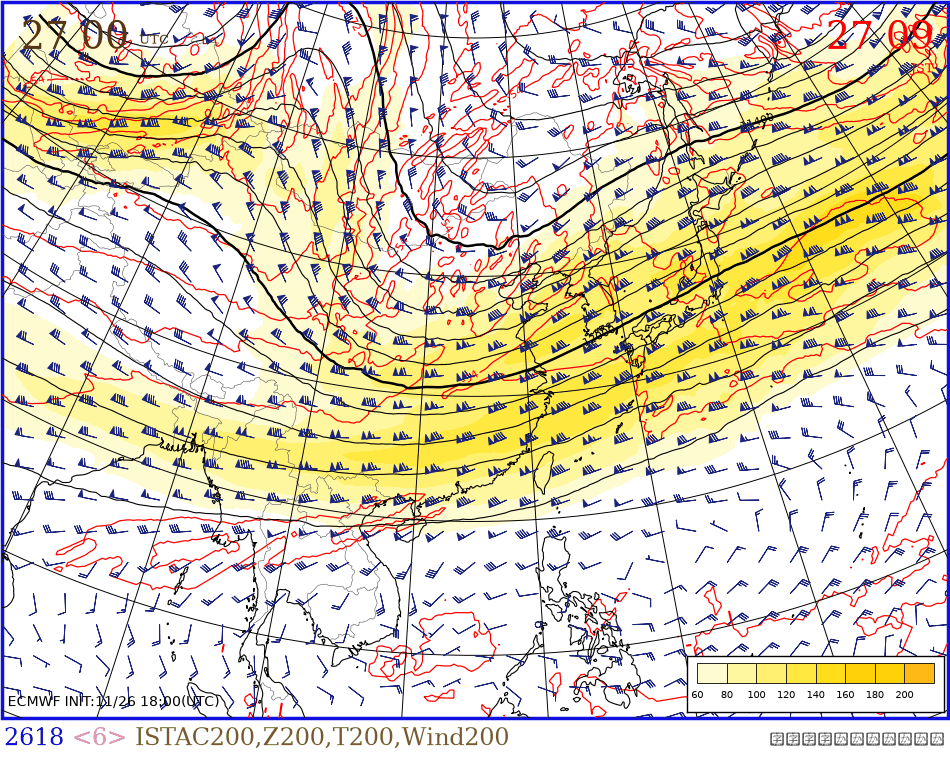 27 00 UTC
27 09
ECMWF INIT:11/26 18:00(UTC)
60 80 100 120 140 160 180 200
2618 <6> ISTAC200,Z200,T200,Wind200